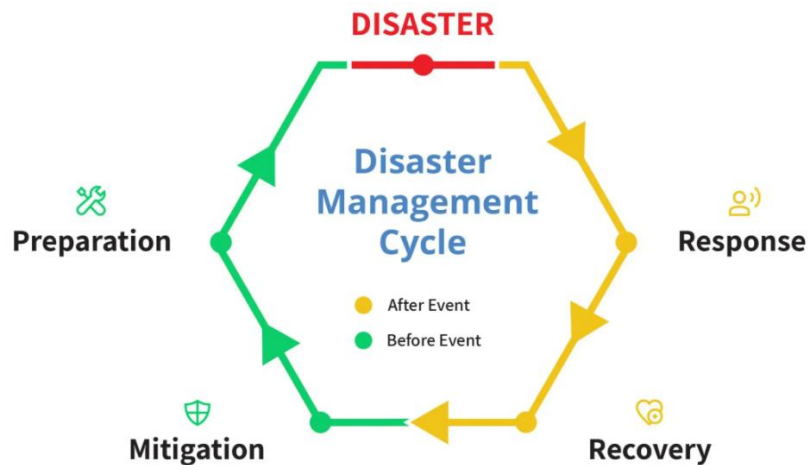 DISASTER
Disaster
Management
Cycle
Preparation
Response
After Event
Before Event
Mitigation
Recovery